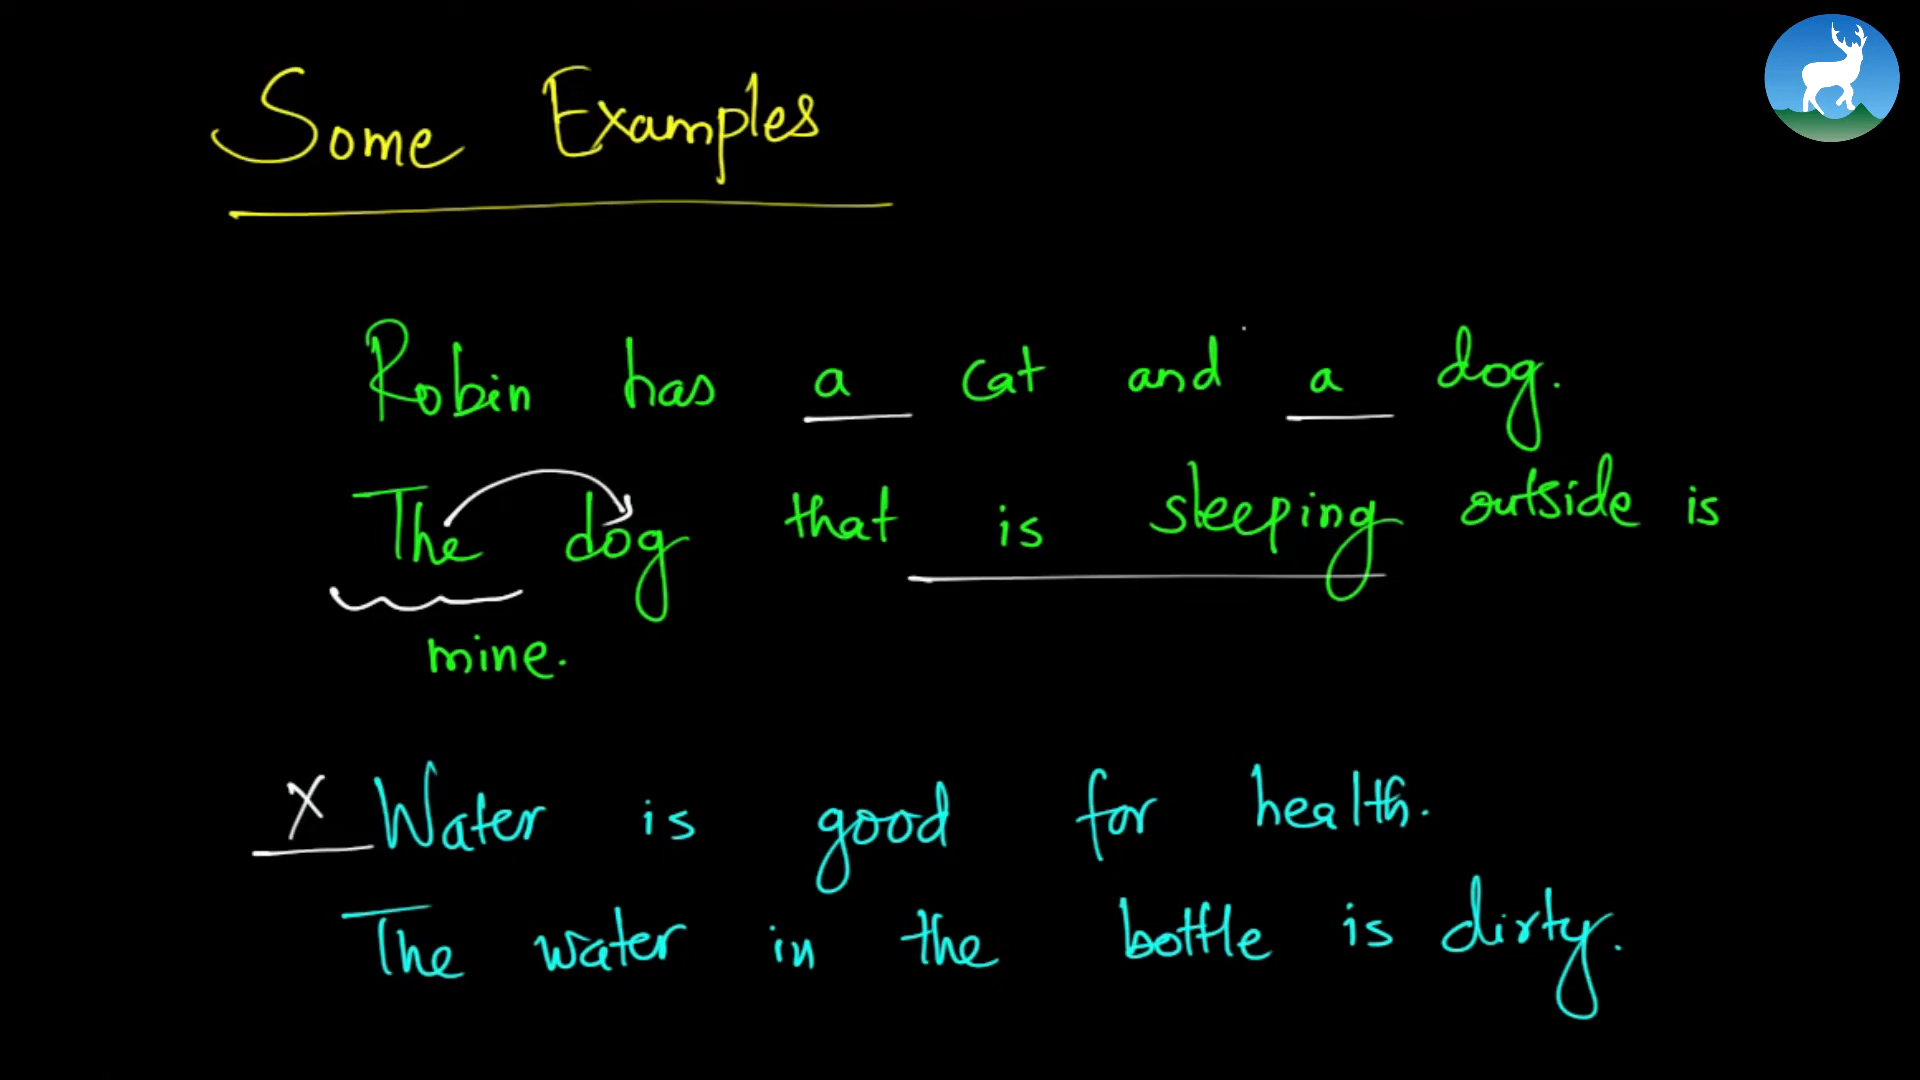 Some Examples
Robin has a cat and a dog.
The dog that is sleeping outside is
mine.
X Water is good for health.
The water in the bottle is dirty.